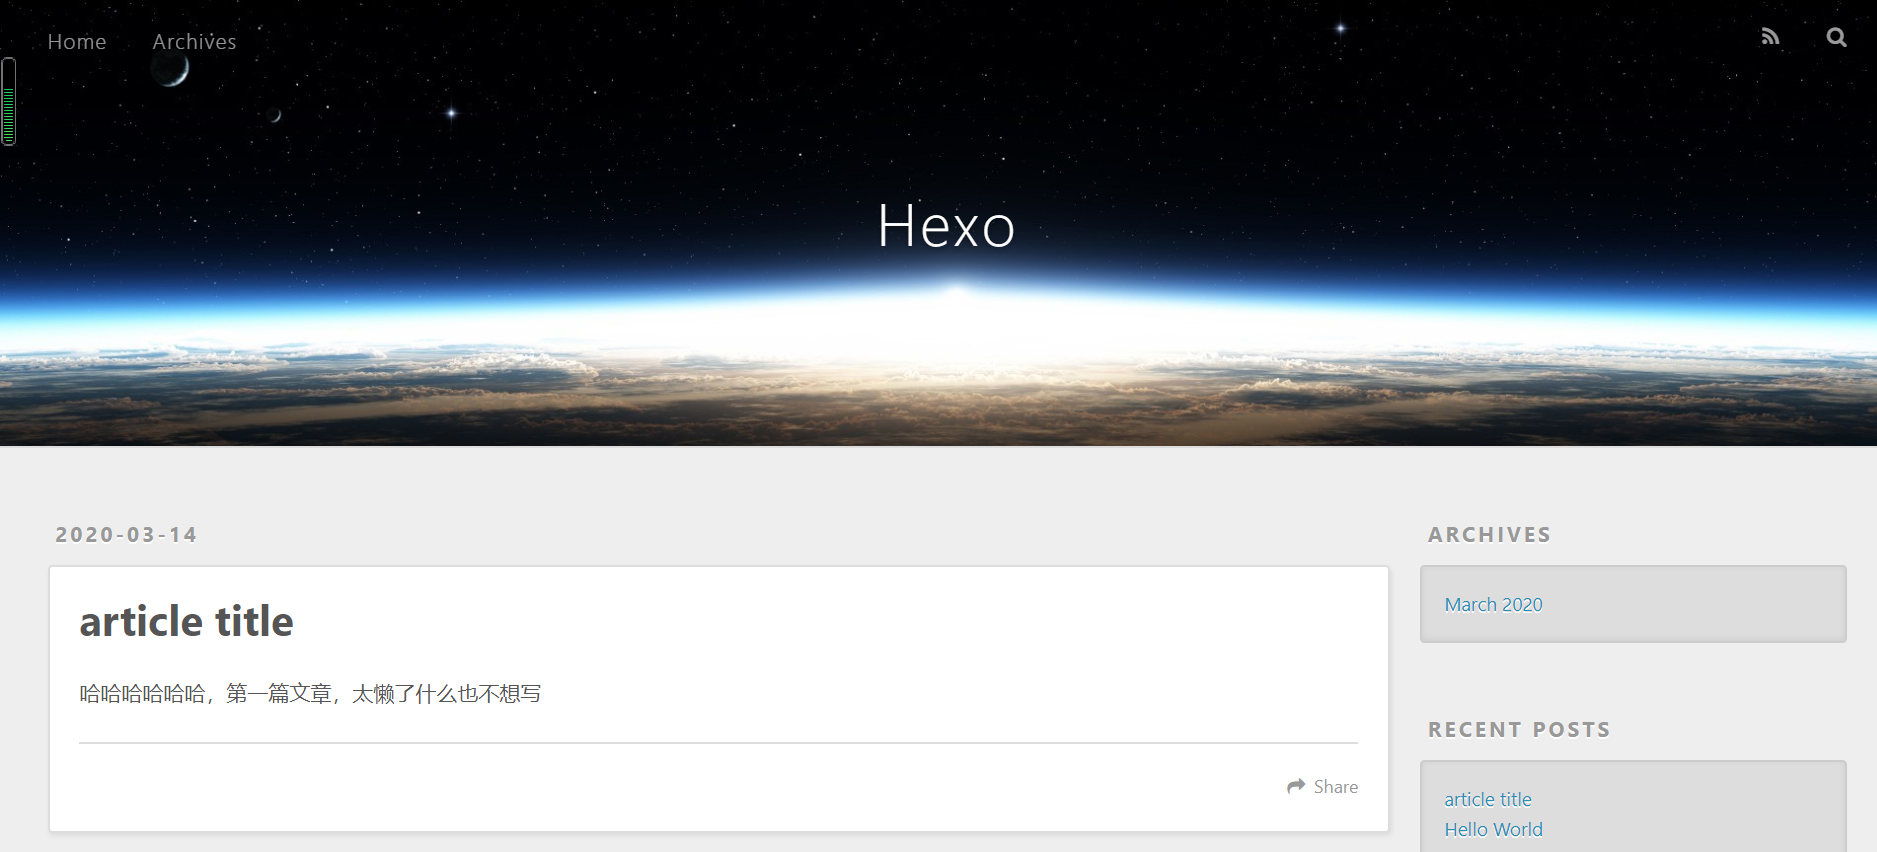 Home Archives
Hexo
2020-03-14
article title
哈哈哈哈哈哈，第一篇文章，太懒了什么也不想写
Share
ARCHIVES
March 2020
RECENT POSTS
article title
Hello World